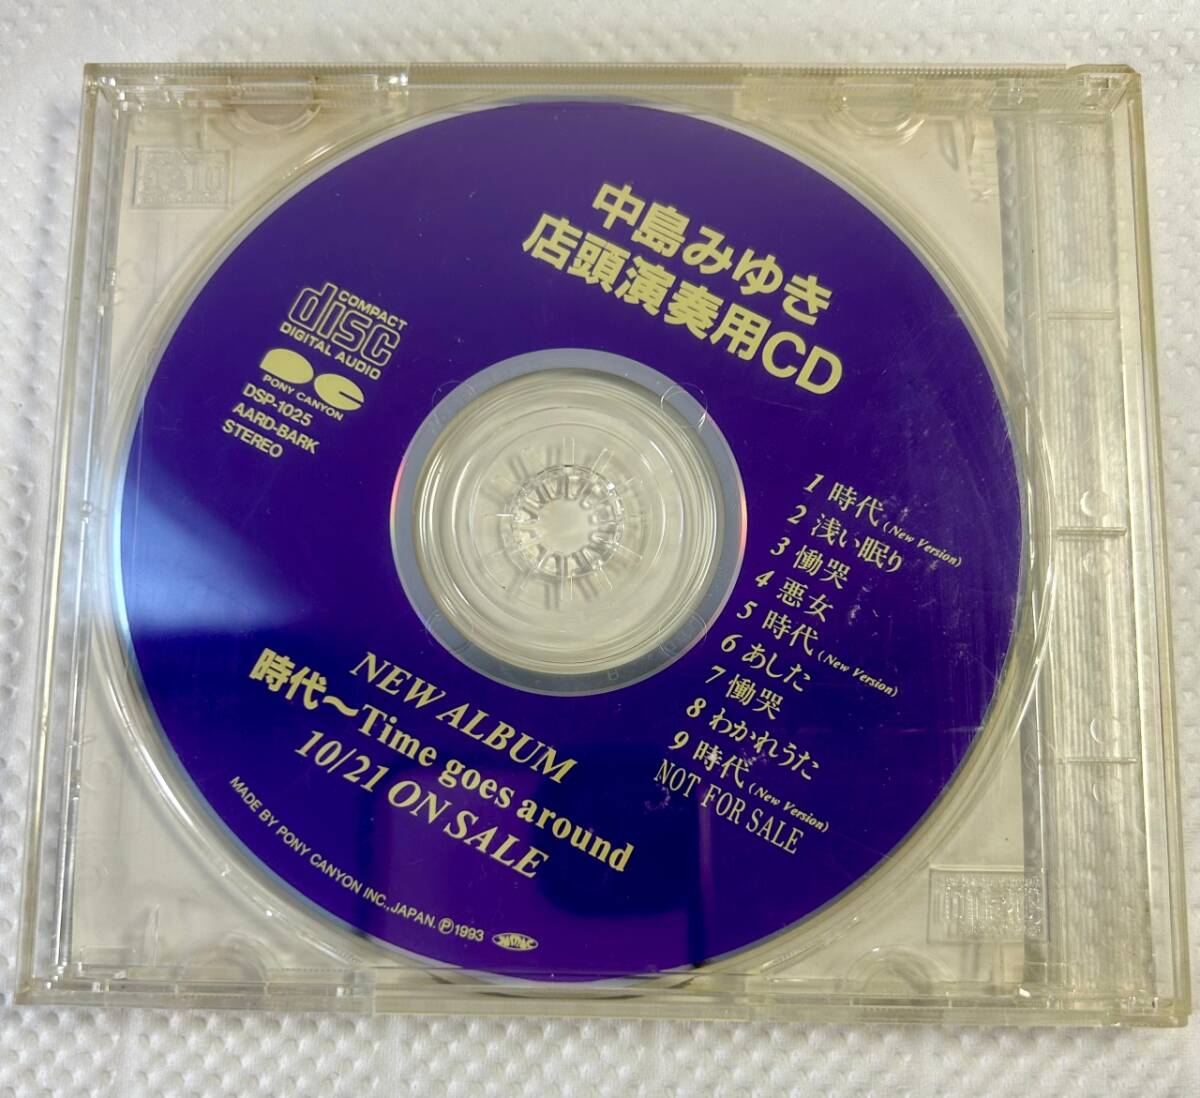 中島みゆき
店頭演奏用CD
COMPACT
disc
DIGITAL AUDIO
PONY CANYON
DSP-1025
AARD-BARK
STEREO
1 時代 (New Version)
2 浅い眠り
3 慟哭
4 悪女
5 時代 (New Version)
6 あした
7 慟哭
8 わかれうた
9 時代 (New Version)
NOT FOR SALE
NEW ALBUM
時代〜Time goes around
10/21 ON SALE
MADE BY PONY CANYON INC., JAPAN. Ⓟ1993
disc